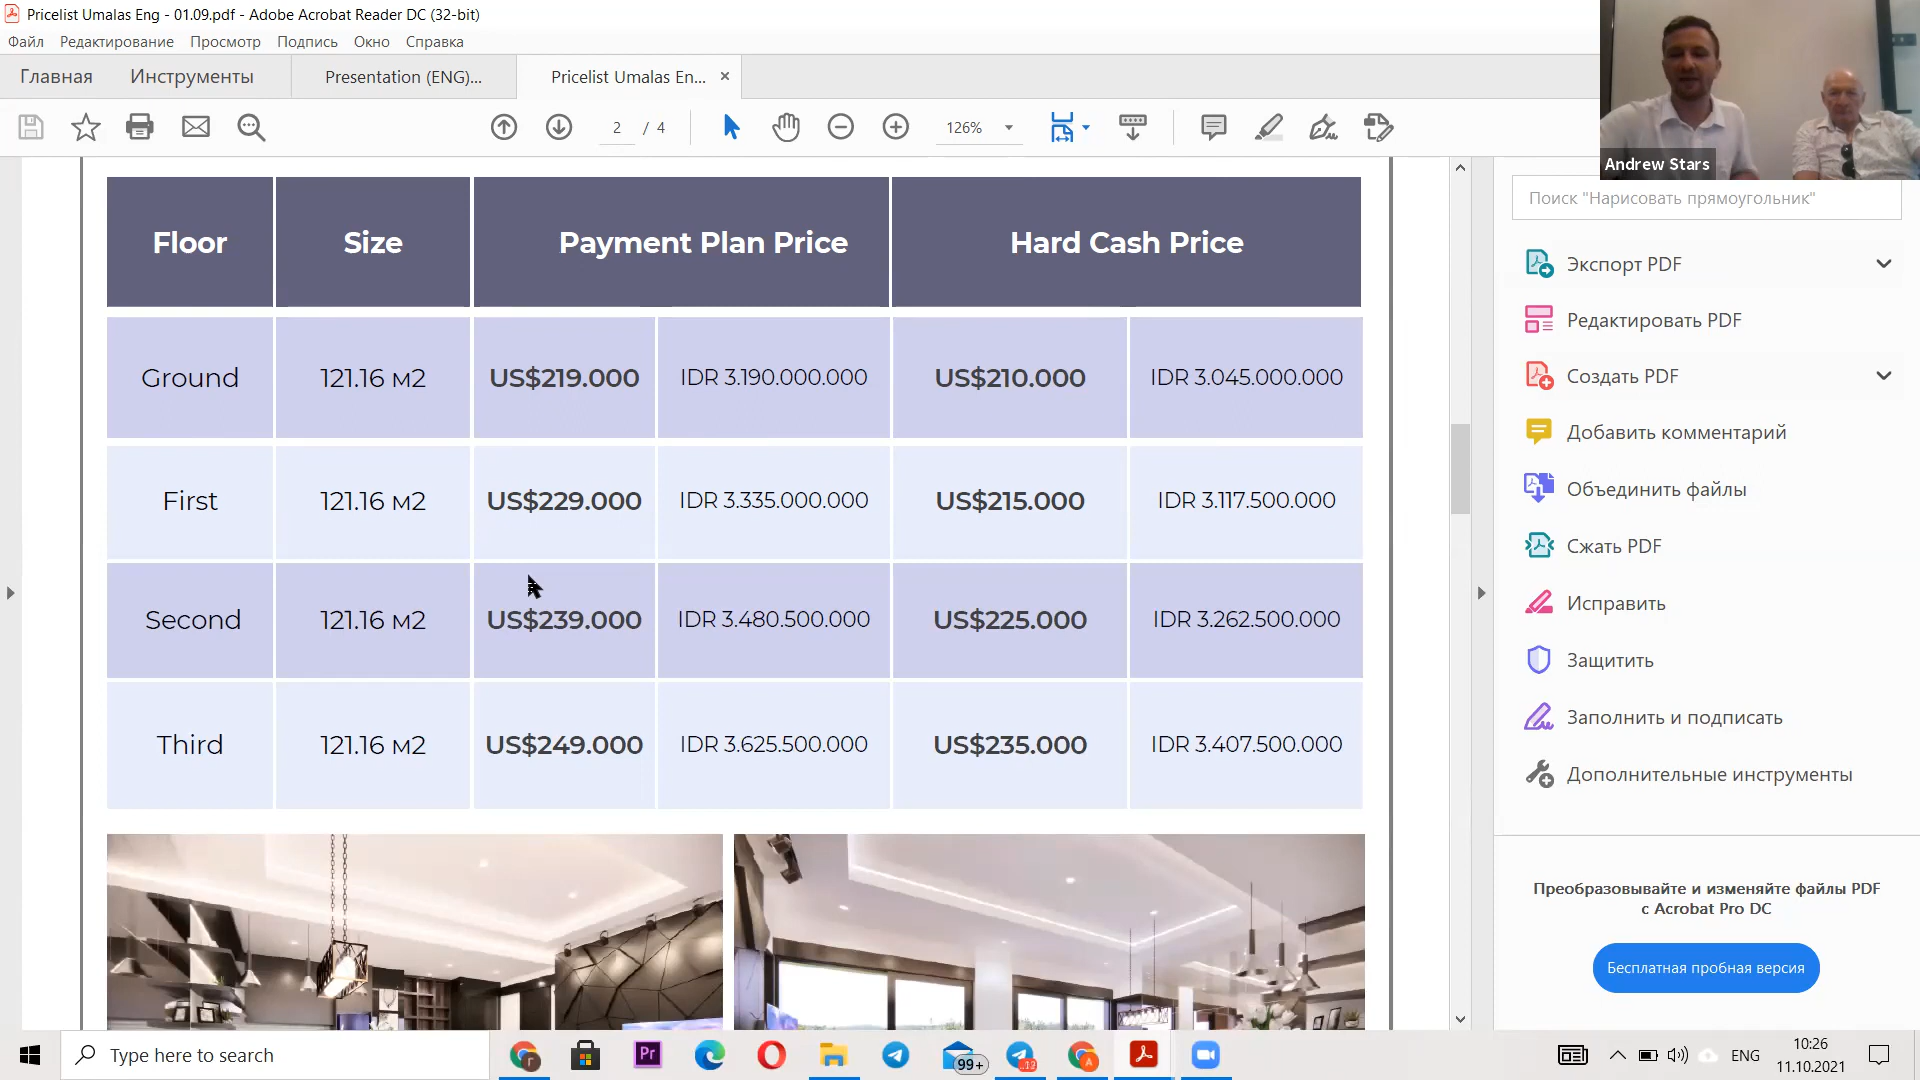 Pricelist Umalas Eng - 01.09.pdf - Adobe Acrobat Reader DC (32-bit)
Файл Редактирование Просмотр Подпись Окно Справка
Главная Инструменты Presentation (ENG)... Pricelist Umalas En... ×
2 / 4 126%
Andrew Stars
Поиск "Нарисовать прямоугольник"
Floor Size Payment Plan Price Hard Cash Price
Ground 121.16 м2 US$219.000 IDR 3.190.000.000 US$210.000 IDR 3.045.000.000
First 121.16 м2 US$229.000 IDR 3.335.000.000 US$215.000 IDR 3.117.500.000
Second 121.16 м2 US$239.000 IDR 3.480.500.000 US$225.000 IDR 3.262.500.000
Third 121.16 м2 US$249.000 IDR 3.625.500.000 US$235.000 IDR 3.407.500.000
Экспорт PDF
Редактировать PDF
Создать PDF
Добавить комментарий
Объединить файлы
Сжать PDF
Исправить
Защитить
Заполнить и подписать
Дополнительные инструменты
Преобразовывайте и изменяйте файлы PDF
с Acrobat Pro DC
Бесплатная пробная версия
Type here to search
Pr
99+
ENG
10:26
11.10.2021